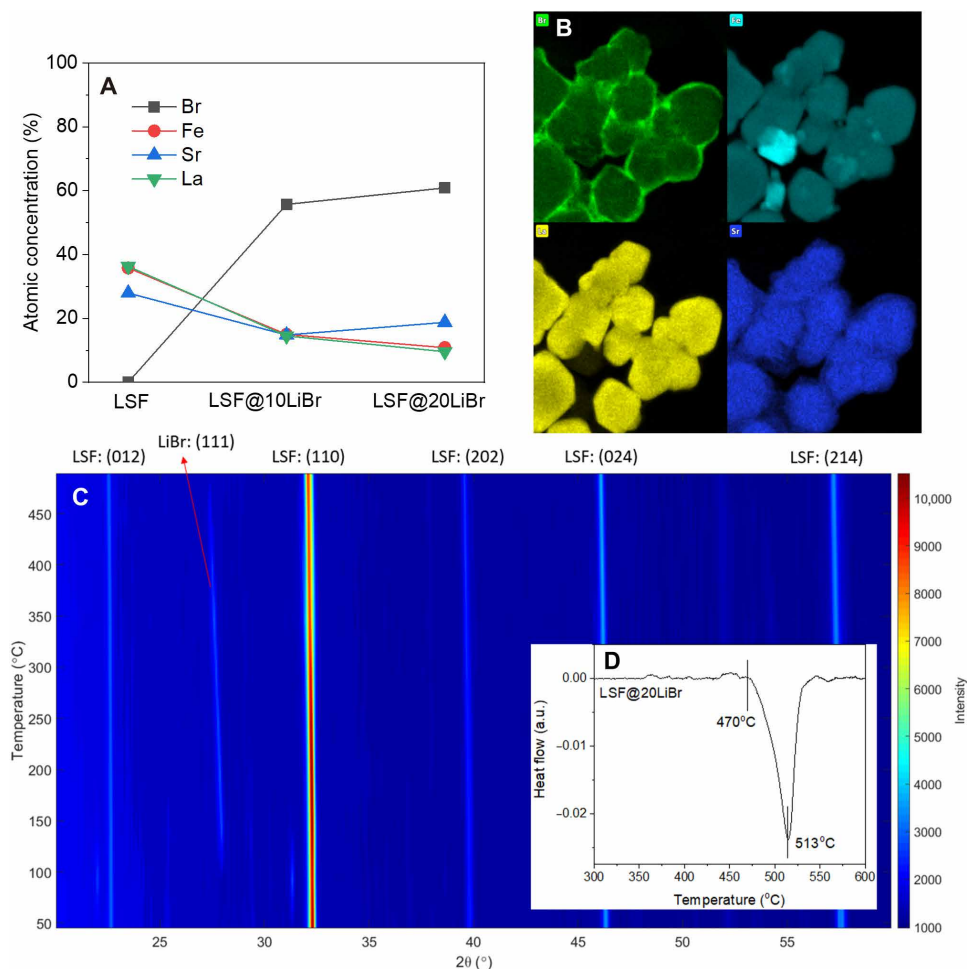 A
100
80
60
40
20
0
Atomic concentration (%)
Br
Fe
Sr
La
LSF
LSF@10LiBr
LSF@20LiBr
B
Br
Fe
La
Sr
LiBr: (111)
LSF: (012)
LSF: (110)
LSF: (202)
LSF: (024)
LSF: (214)
C
450
400
350
300
250
200
150
100
50
Temperature (°C)
25
30
35
40
45
50
55
2θ (°)
10,000
9000
8000
7000
6000
5000
4000
3000
2000
1000
Intensity
D
0.00
−0.01
−0.02
Heat flow (a.u.)
LSF@20LiBr
470°C
513°C
300
350
400
450
500
550
600
Temperature (°C)